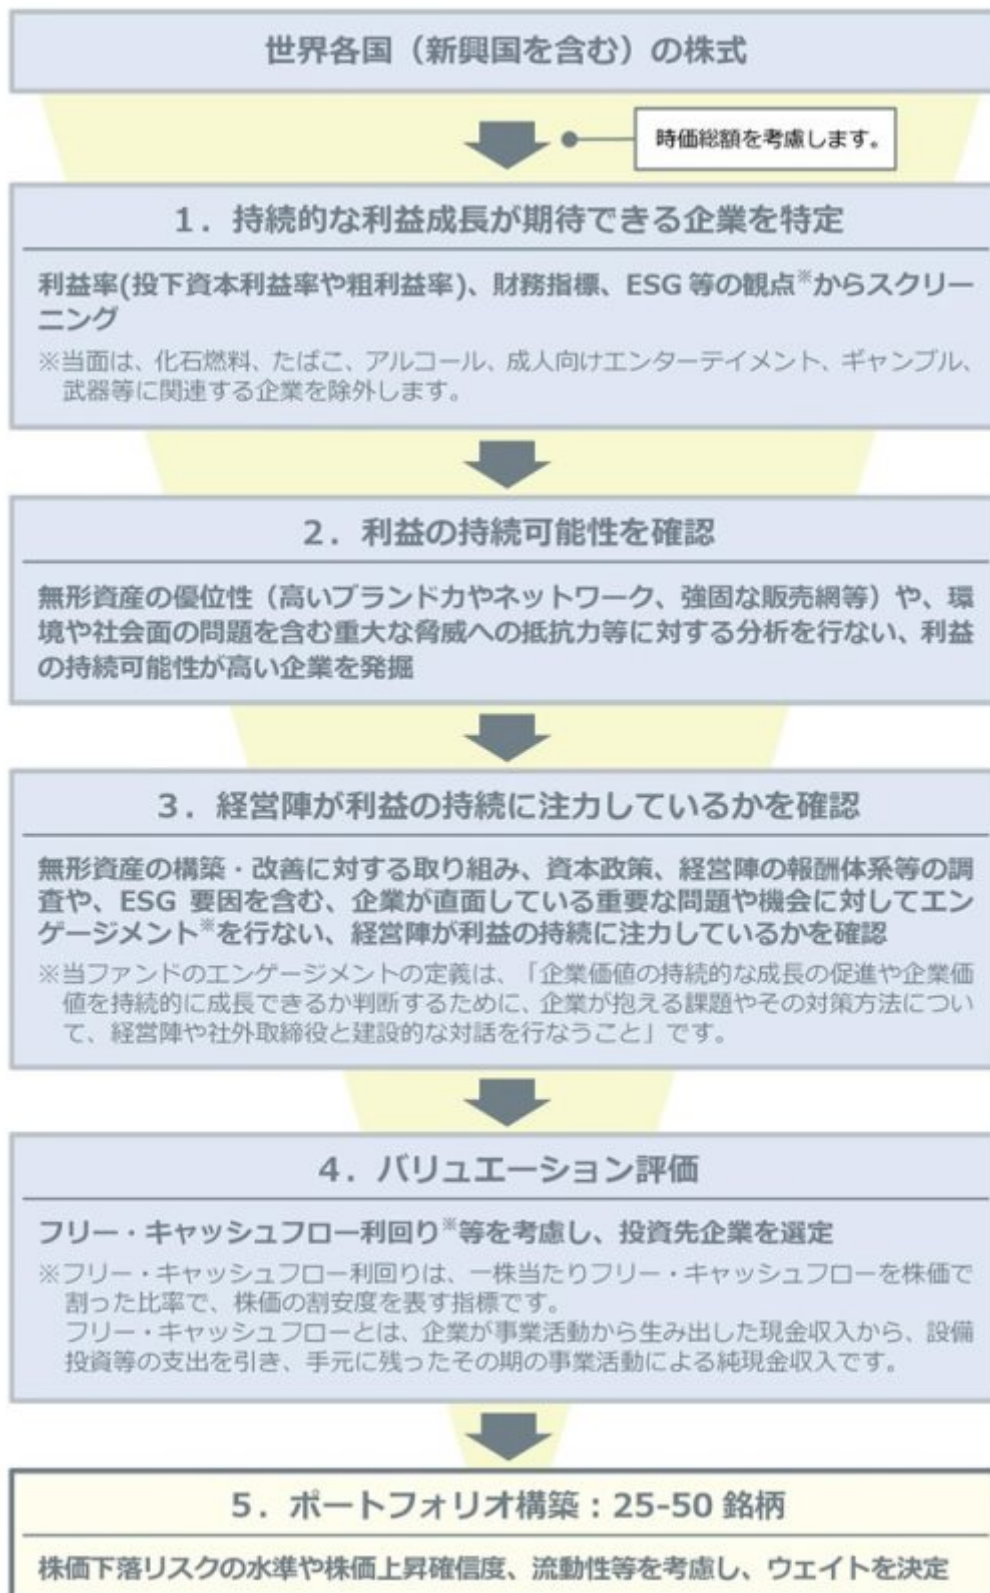 世界各国（新興国を含む）の株式
時価総額を考慮します。
１．持続的な利益成長が期待できる企業を特定
利益率(投下資本利益率や粗利益率)、財務指標、ESG 等の観点※からスクリー
ニング
※当面は、化石燃料、たばこ、アルコール、成人向けエンターテイメント、ギャンブル、
武器等に関連する企業を除外します。
２．利益の持続可能性を確認
無形資産の優位性（高いブランド力やネットワーク、強固な販売網等）や、環
境や社会面の問題を含む重大な脅威への抵抗力等に対する分析を行ない、利益
の持続可能性が高い企業を発掘
３．経営陣が利益の持続に注力しているかを確認
無形資産の構築・改善に対する取り組み、資本政策、経営陣の報酬体系等の調
査や、ESG 要因を含む、企業が直面している重要な問題や機会に対してエン
ゲージメント※を行ない、経営陣が利益の持続に注力しているかを確認
※当ファンドのエンゲージメントの定義は、「企業価値の持続的な成長の促進や企業価
値を持続的に成長できるか判断するために、企業が抱える課題やその対策方法につい
て、経営陣や社外取締役と建設的な対話を行なうこと」です。
４．バリュエーション評価
フリー・キャッシュフロー利回り※等を考慮し、投資先企業を選定
※フリー・キャッシュフロー利回りは、一株当たりフリー・キャッシュフローを株価で
割った比率で、株価の割安度を表す指標です。
フリー・キャッシュフローとは、企業が事業活動から生み出した現金収入から、設備
投資等の支出を引き、手元に残ったその期の事業活動による純現金収入です。
５．ポートフォリオ構築：25-50 銘柄
株価下落リスクの水準や株価上昇確信度、流動性等を考慮し、ウェイトを決定